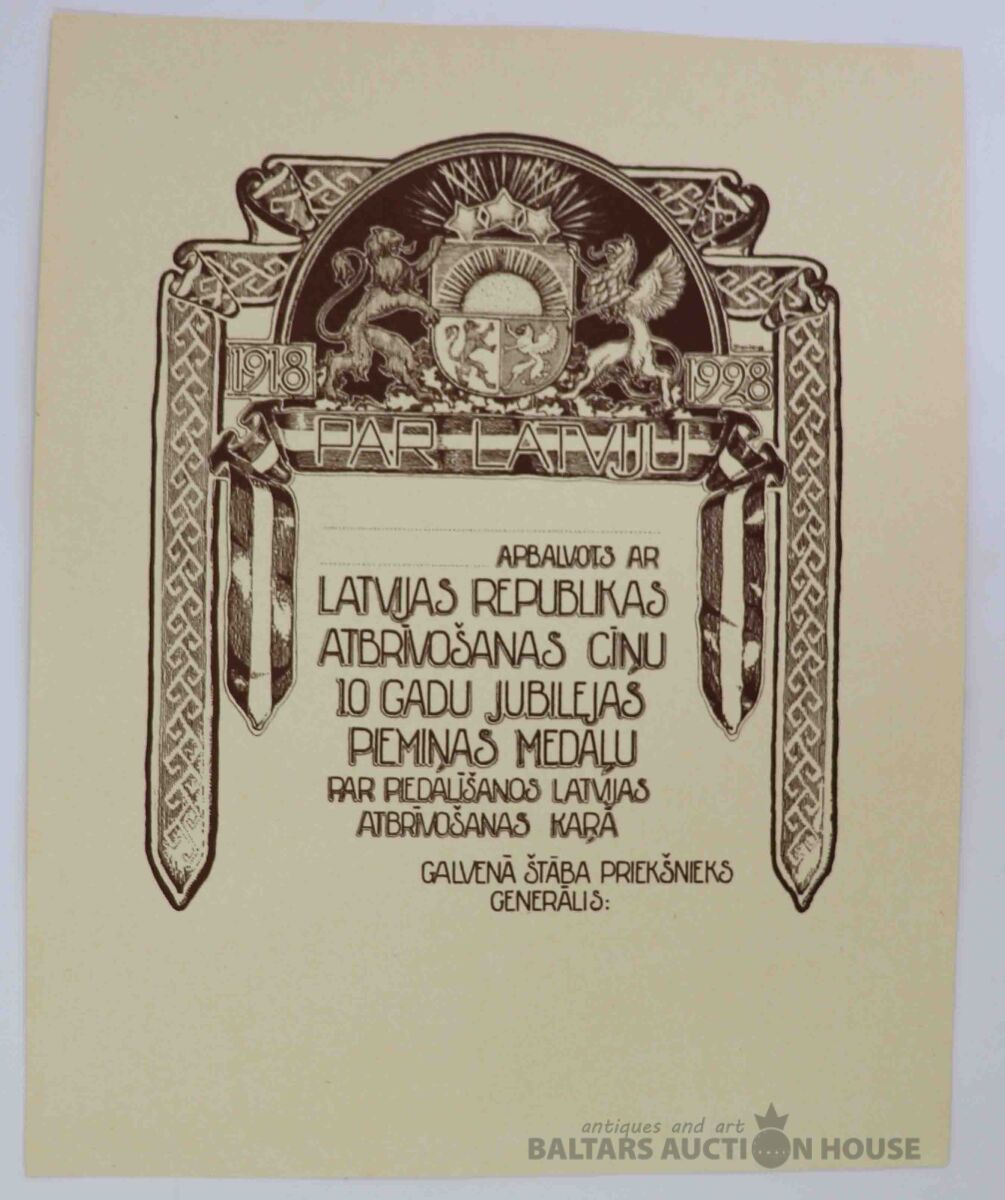 1918
1928
PAR LATVIJU
APBALVOTS AR
LATVIJAS REPUBLIKAS
ATBRĪVOŠANAS CĪŅU
10 GADU JUBILEJAS
PIEMIŅAS MEDAĻU
PAR PIEDALĪŠANOS LATVIJAS
ATBRĪVOŠANAS KAŖĀ
GALVENĀ ŠTĀBA PRIEKŠNIEKS
GENERĀLIS:
antiques and art
BALTARS AUCTION HOUSE